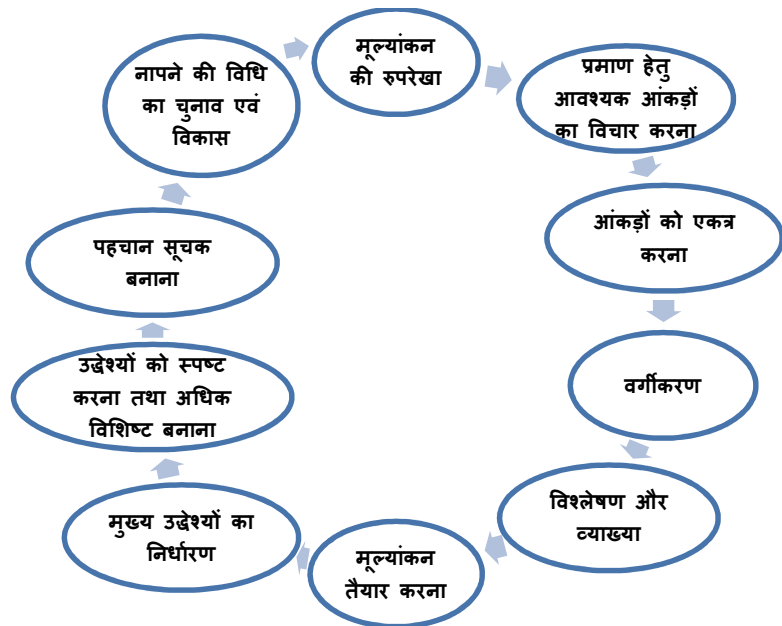 मूल्यांकन
की रुपरेखा
प्रमाण हेतु
आवश्यक आंकड़ों
का विचार करना
आंकड़ों को एकत्र
करना
वर्गीकरण
विश्लेषण और
व्याख्या
मूल्यांकन
तैयार करना
मुख्य उद्धेश्यों का
निर्धारण
उद्धेश्यों को स्पष्ट
करना तथा अधिक
विशिष्ट बनाना
पहचान सूचक
बनाना
नापने की विधि
का चुनाव एवं
विकास